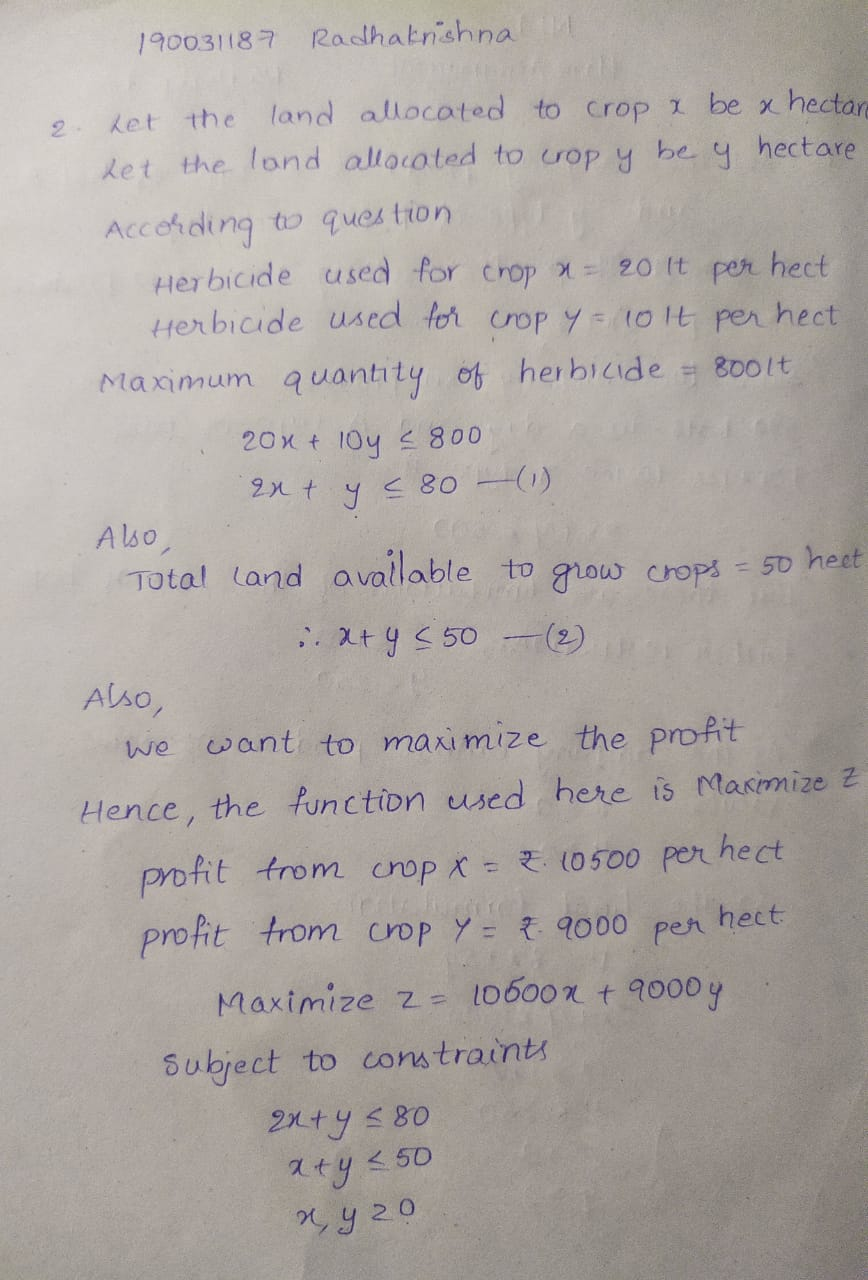 190031187 Radhakrishna
2. Let the land allocated to crop x be x hectare
Let the land allocated to crop y be y hectare
According to question
Herbicide used for crop x = 20 lt per hect
Herbicide used for crop y = 10 lt per hect
Maximum quantity of herbicide = 800lt
20x + 10y ≤ 800
2x + y ≤ 80 —(1)
Also,
Total land available to grow crops = 50 hect
∴ x+y ≤ 50 —(2)
Also,
we want to maximize the profit
Hence, the function used here is Maximize Z
profit from crop X = ₹. 10500 per hect
profit from crop Y = ₹. 9000 per hect
Maximize z = 10500x + 9000y
subject to constraints
2x+y ≤ 80
x+y ≤ 50
x, y ≥ 0